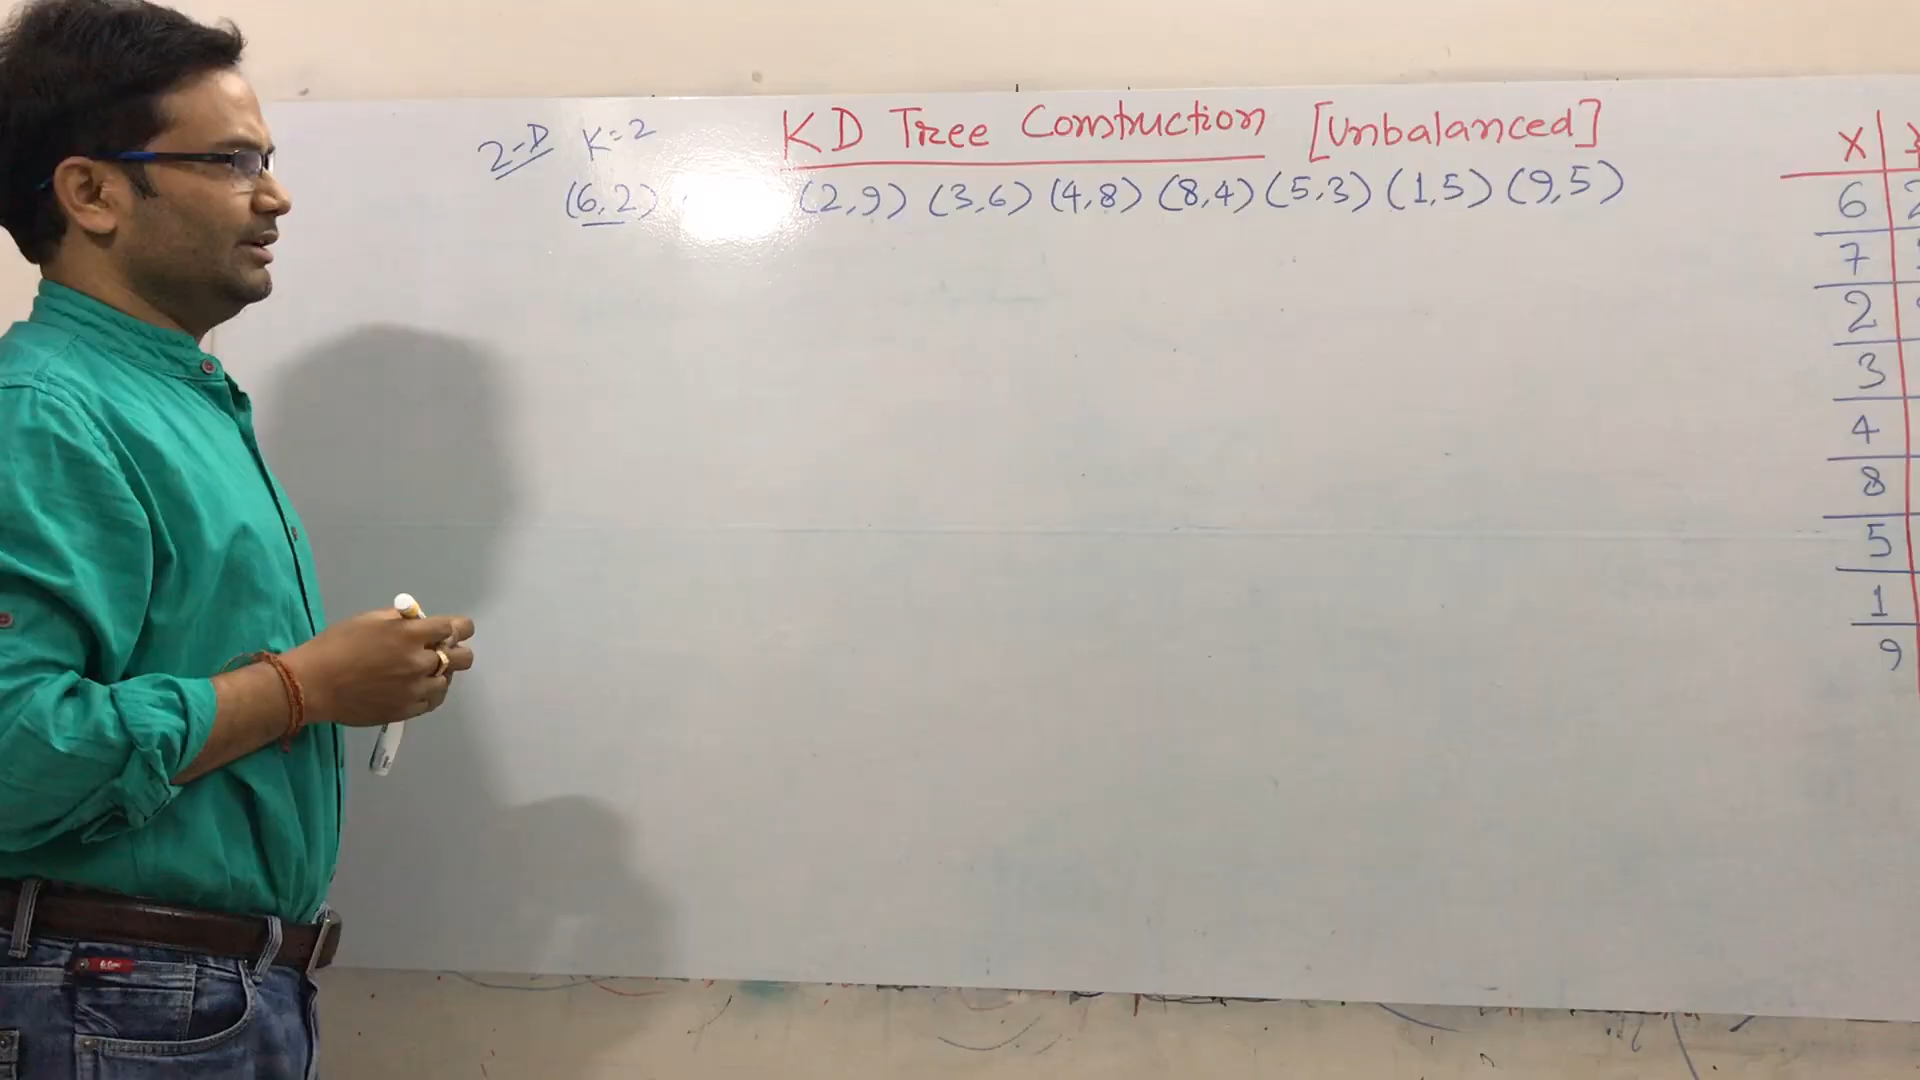 2-D K=2
KD Tree Construction [Unbalanced]
(6,2) (2,9) (3,6) (4,8) (8,4) (5,3) (1,5) (9,5)
X
6
7
2
3
4
8
5
1
9